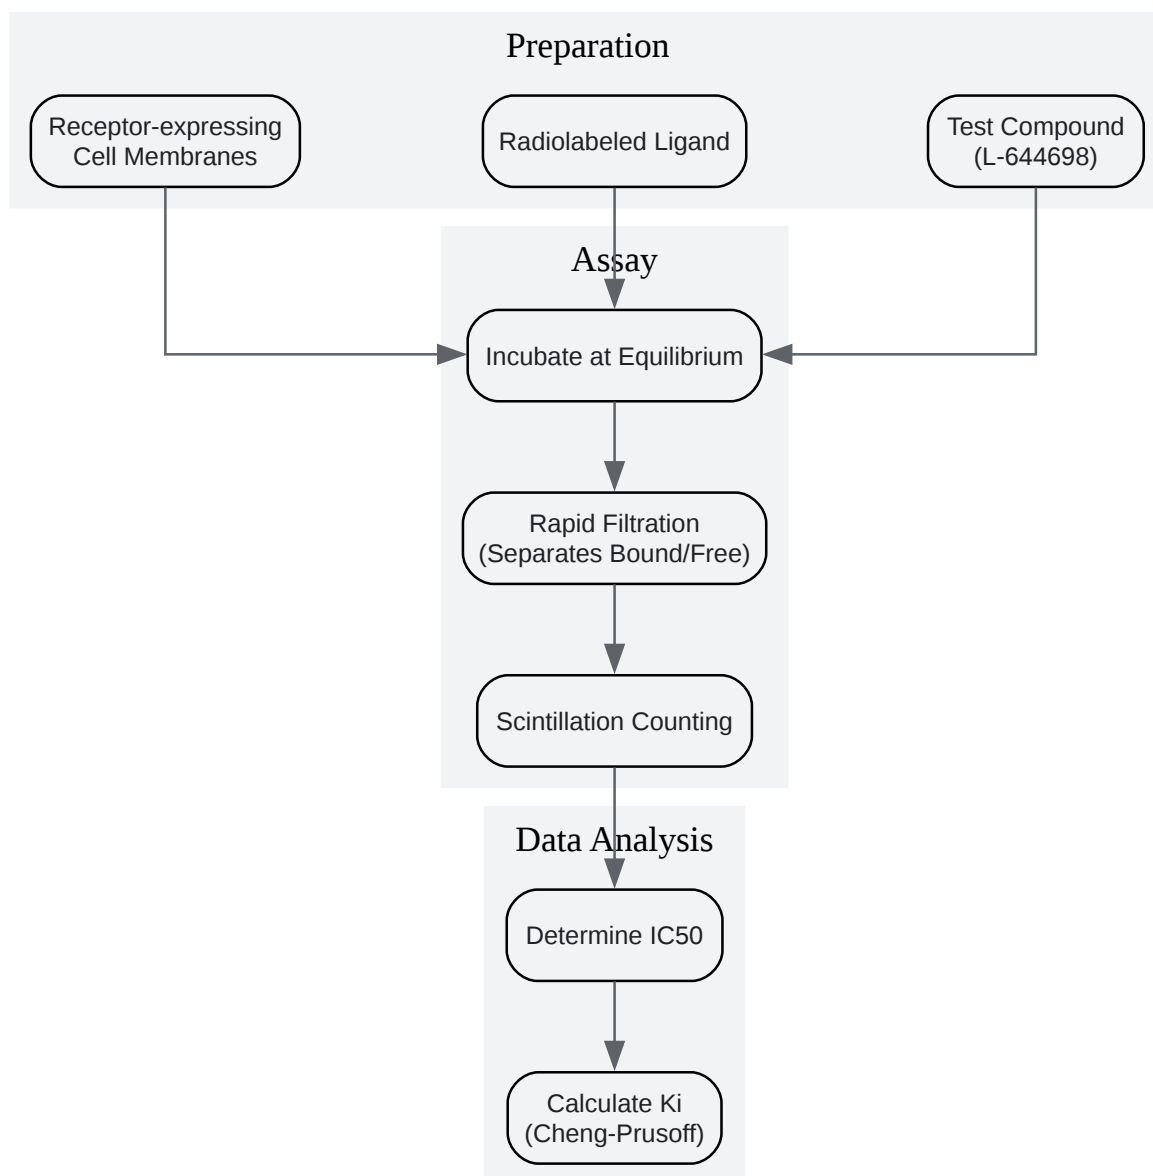 Preparation
Receptor-expressing
Cell Membranes
Radiolabeled Ligand
Test Compound
(L-644698)
Assay
Incubate at Equilibrium
Rapid Filtration
(Separates Bound/Free)
Scintillation Counting
Data Analysis
Determine IC50
Calculate Ki
(Cheng-Prusoff)